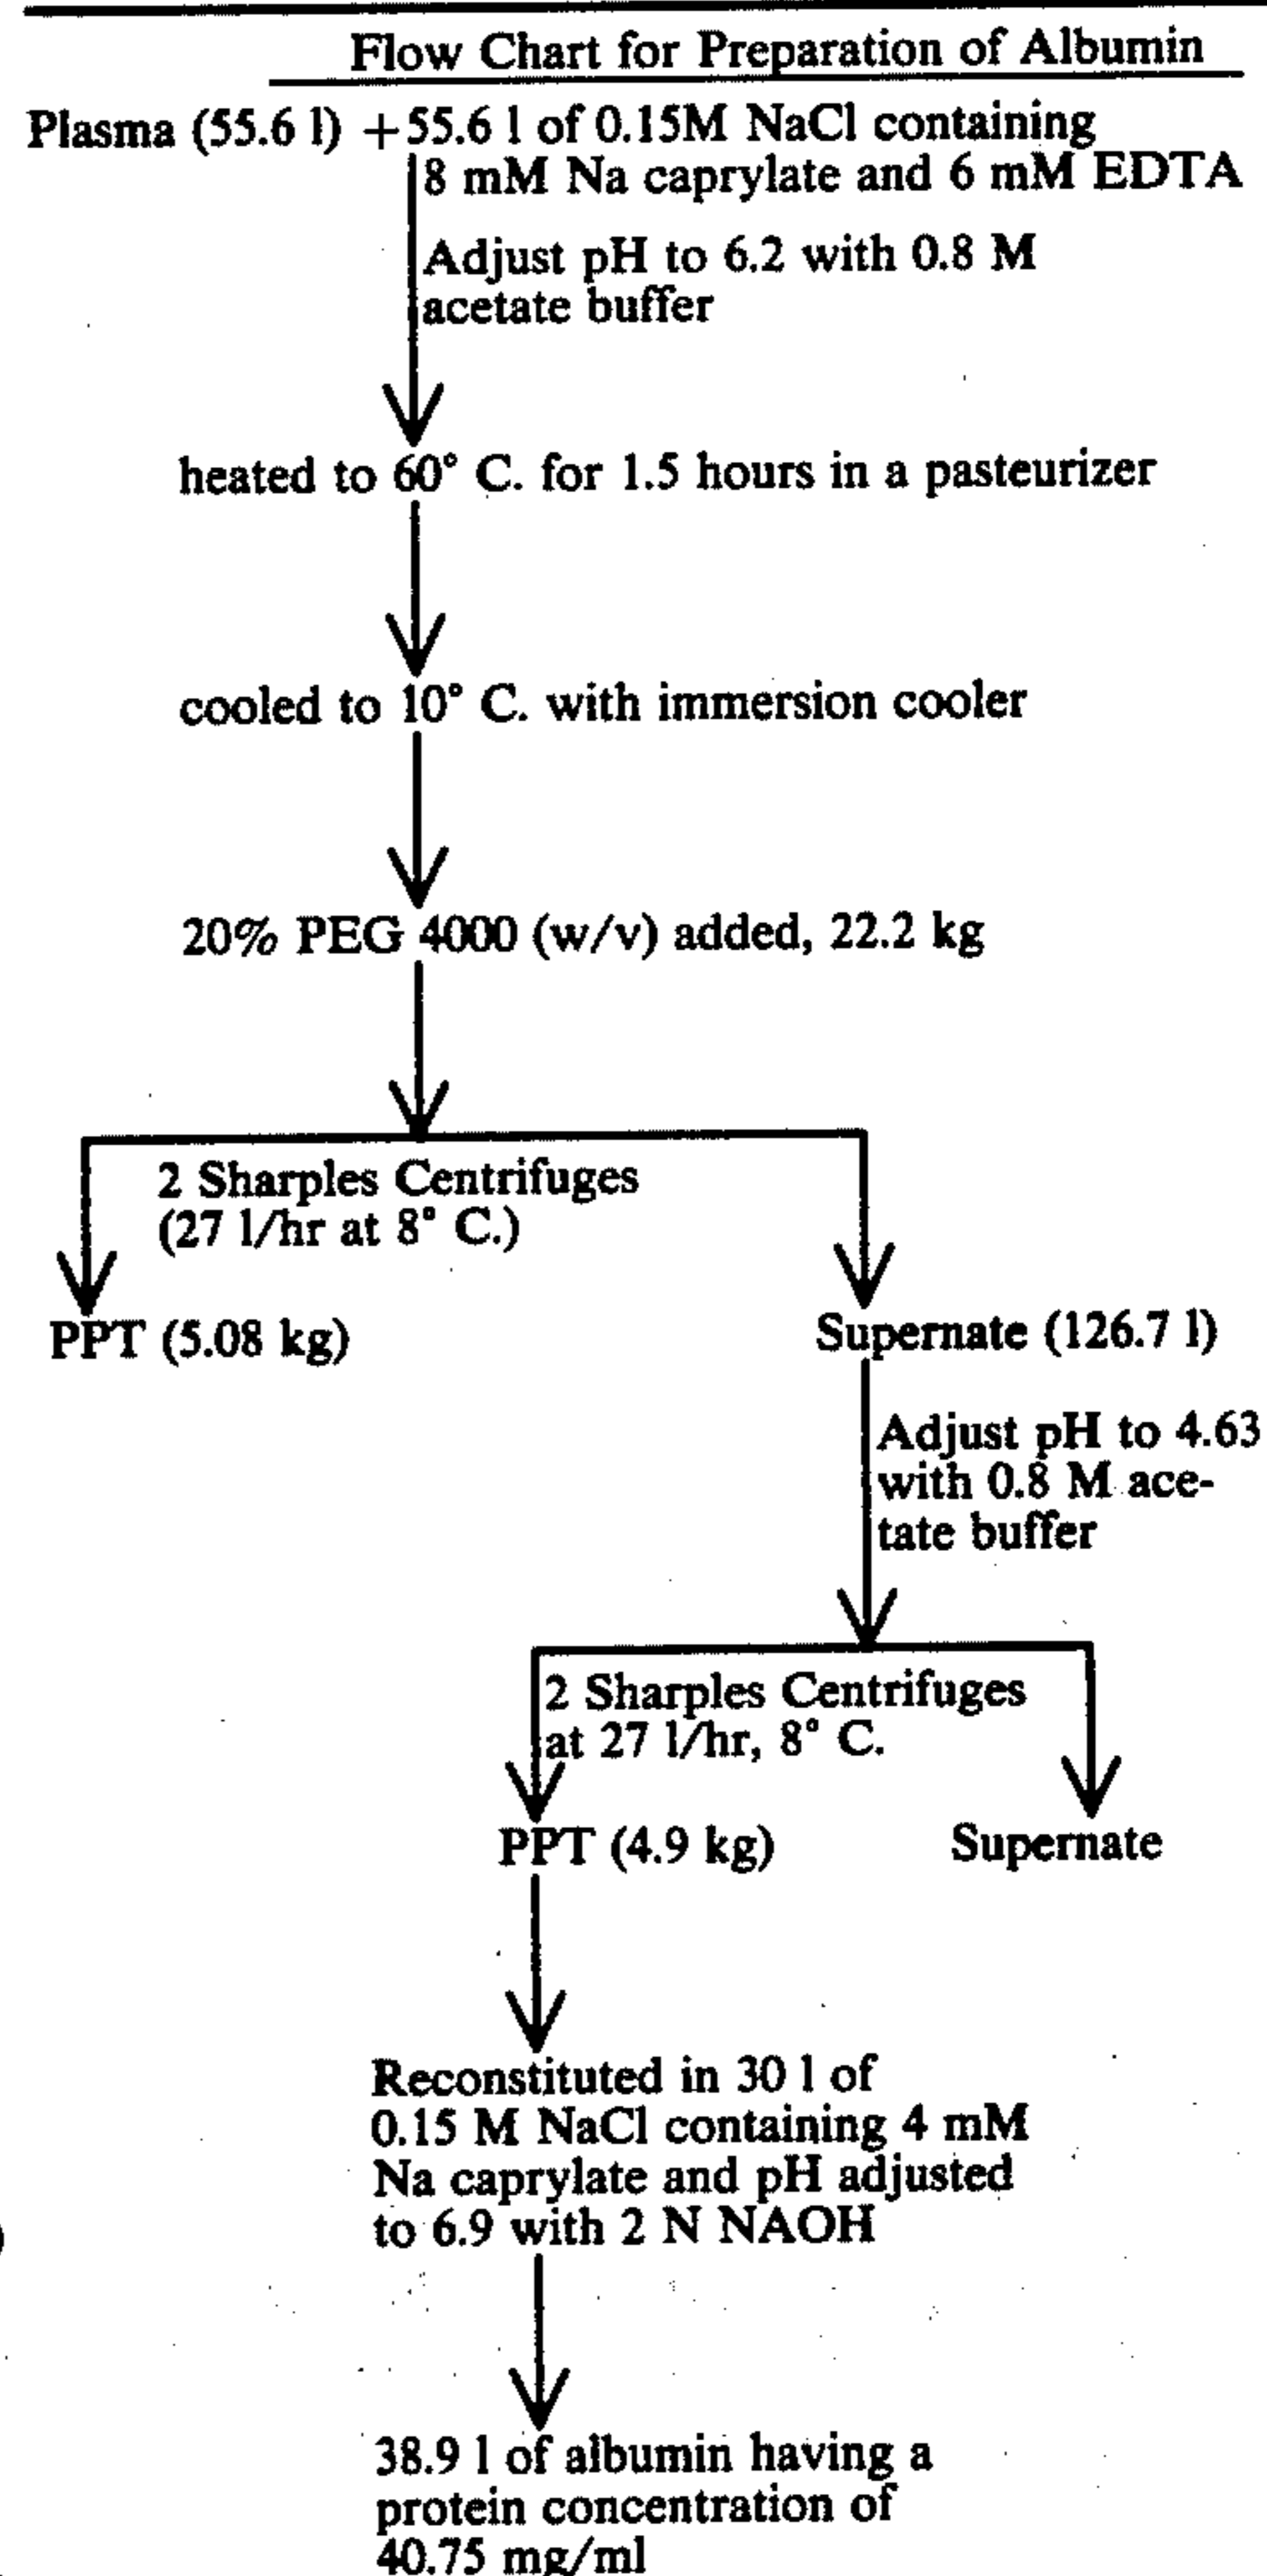 Flow Chart for Preparation of Albumin
Plasma (55.6 l) +55.6 l of 0.15M NaCl containing
8 mM Na caprylate and 6 mM EDTA
Adjust pH to 6.2 with 0.8 M
acetate buffer
heated to 60° C. for 1.5 hours in a pasteurizer
cooled to 10° C. with immersion cooler
20% PEG 4000 (w/v) added, 22.2 kg
2 Sharples Centrifuges
(27 l/hr at 8° C.)
PPT (5.08 kg)
Supernate (126.7 l)
Adjust pH to 4.63
with 0.8 M ace-
tate buffer
2 Sharples Centrifuges
at 27 l/hr, 8° C.
PPT (4.9 kg)
Supernate
Reconstituted in 30 l of
0.15 M NaCl containing 4 mM
Na caprylate and pH adjusted
to 6.9 with 2 N NAOH
38.9 l of albumin having a
protein concentration of
40.75 mg/ml